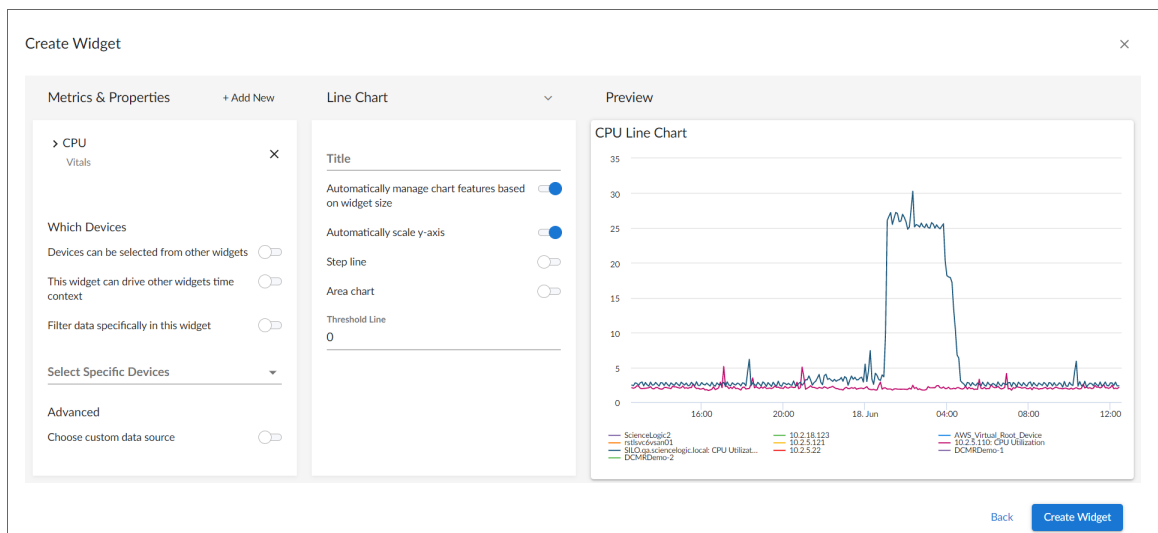 Create Widget
Metrics & Properties
+ Add New
CPU
Vitals
Which Devices
Devices can be selected from other widgets
This widget can drive other widgets time
context
Filter data specifically in this widget
Select Specific Devices
Advanced
Choose custom data source
Line Chart
Title
Automatically manage chart features based
on widget size
Automatically scale y-axis
Step line
Area chart
Threshold Line
0
Preview
CPU Line Chart
35
30
25
20
15
10
5
0
16:00 20:00 18. Jun 04:00 08:00 12:00
ScienceLogic2 10.2.18.123 AWS_Virtual_Root_Device
rstlsvc6vsan01 10.2.5.121 10.2.5.110: CPU Utilization
SILO.qa.sciencelogic.local: CPU Utilizat... 10.2.5.22 DCMRDemo-1
DCMRDemo-2
Back
Create Widget